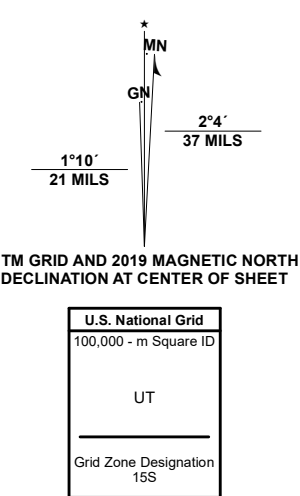 MN
GN
2°4´
37 MILS
1°10´
21 MILS
TM GRID AND 2019 MAGNETIC NORTH
DECLINATION AT CENTER OF SHEET
U.S. National Grid
100,000 - m Square ID
UT
Grid Zone Designation
15S